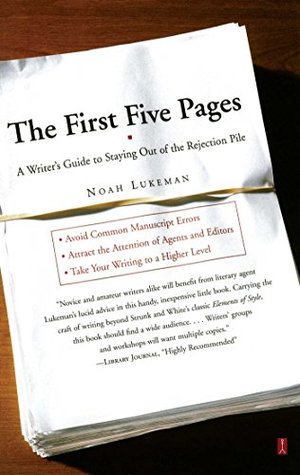 The First Five Pages
A Writer's Guide to Staying Out of the Rejection Pile
NOAH LUKEMAN
• Avoid Common Manuscript Errors
• Attract the Attention of Agents and Editors
• Take Your Writing to a Higher Level
"Novice and amateur writers alike will benefit from literary agent
Lukeman's lucid advice in this handy, inexpensive little book. Carrying the
craft of writing beyond Strunk and White's classic Elements of Style,
this book should find a wide audience. . . . Writers' groups
and workshops will want multiple copies."
—LIBRARY JOURNAL, "Highly Recommended"